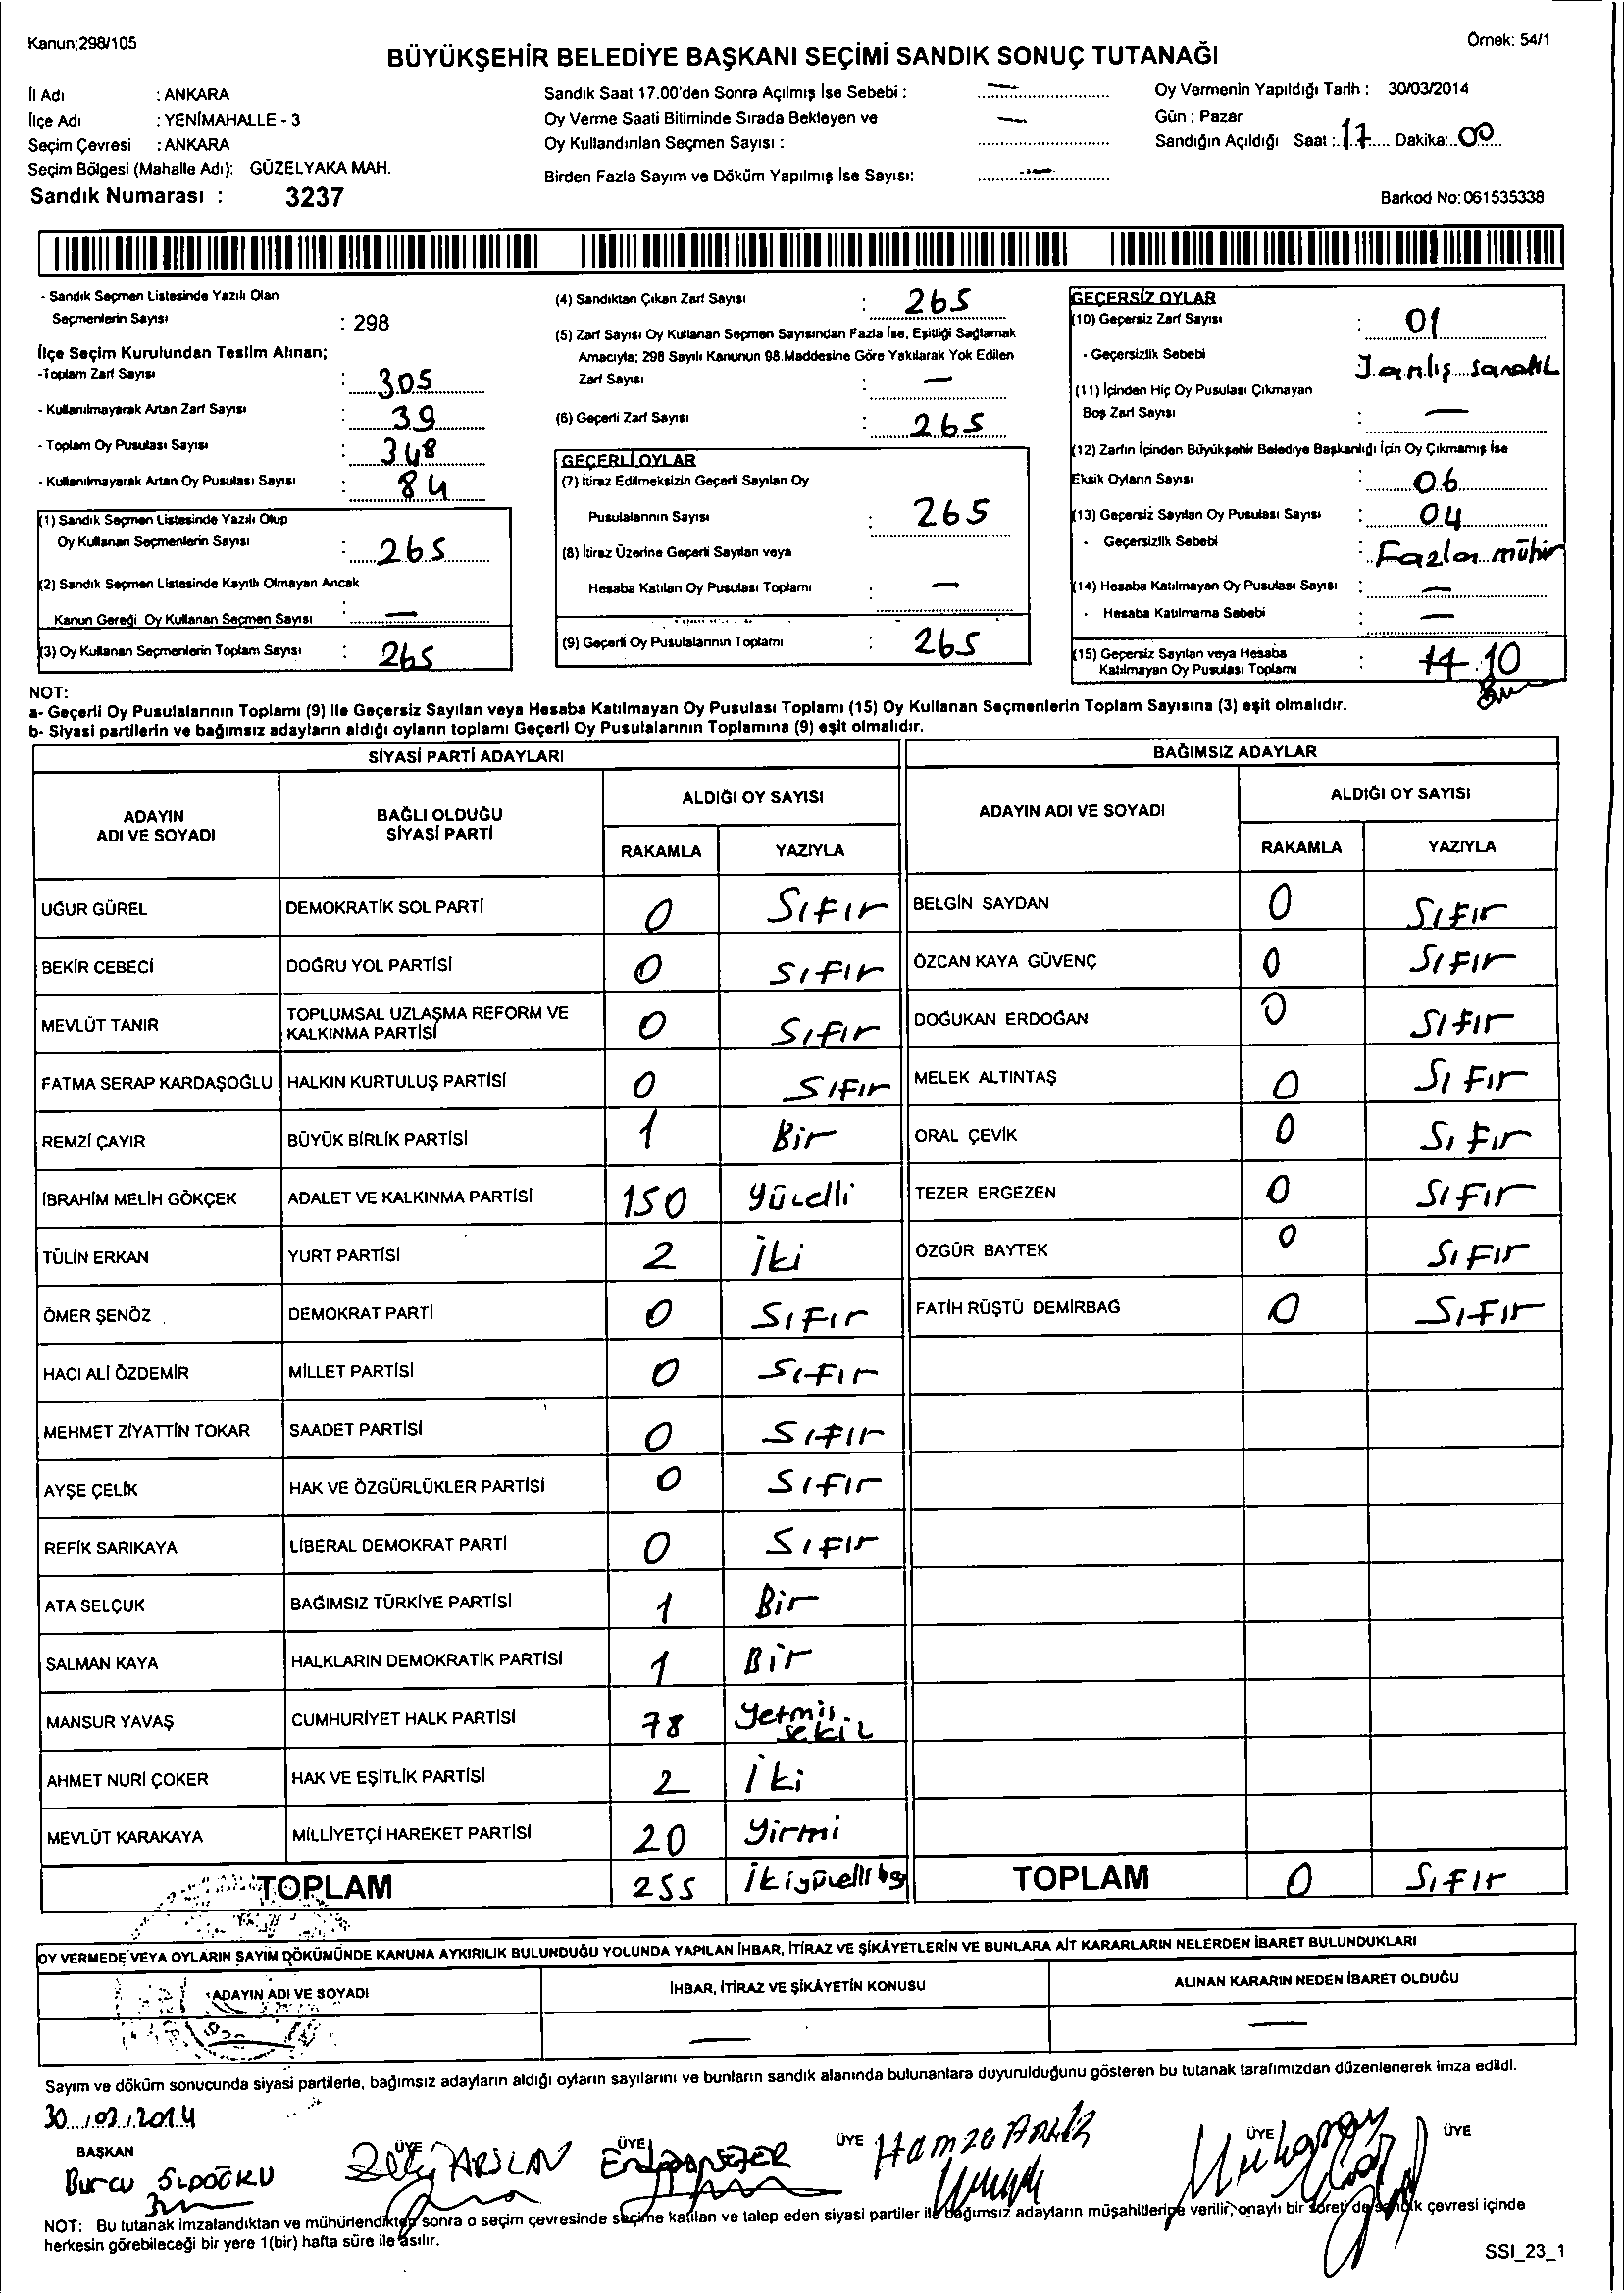 Kanun;298/105
Örnek: 54/1
BÜYÜKŞEHİR BELEDİYE BAŞKANI SEÇİMİ SANDIK SONUÇ TUTANAĞI
İl Adı : ANKARA
İlçe Adı : YENİMAHALLE - 3
Seçim Çevresi : ANKARA
Seçim Bölgesi (Mahalle Adı): GÜZELYAKA MAH.
Sandık Numarası : 3237
Sandık Saat 17.00'den Sonra Açılmış İse Sebebi : —
Oy Verme Saati Bitiminde Sırada Bekleyen ve —
Oy Kullandırılan Seçmen Sayısı :
Birden Fazla Sayım ve Döküm Yapılmış İse Sayısı: —
Oy Vermenin Yapıldığı Tarih : 30/03/2014
Gün : Pazar
Sandığın Açıldığı Saat : 17 Dakika: 00
Barkod No: 061535338
- Sandık Seçmen Listesinde Yazılı Olan
Seçmenlerin Sayısı : 298
İlçe Seçim Kurulundan Teslim Alınan;
-Toplam Zarf Sayısı : 305
- Kullanılmayarak Artan Zarf Sayısı : 39
- Toplam Oy Pusulası Sayısı : 348
- Kullanılmayarak Artan Oy Pusulası Sayısı : 84
(1) Sandık Seçmen Listesinde Yazılı Olup
Oy Kullanan Seçmenlerin Sayısı : 265
(2) Sandık Seçmen Listesinde Kayıtlı Olmayan Ancak
Kanun Gereği Oy Kullanan Seçmen Sayısı : —
(3) Oy Kullanan Seçmenlerin Toplam Sayısı : 265
(4) Sandıktan Çıkan Zarf Sayısı : 265
(5) Zarf Sayısı Oy Kullanan Seçmen Sayısından Fazla İse, Eşitliği Sağlamak
Amacıyla; 298 Sayılı Kanunun 98.Maddesine Göre Yakılarak Yok Edilen
Zarf Sayısı : —
(6) Geçerli Zarf Sayısı : 265
GEÇERLİ OYLAR
(7) İtiraz Edilmeksizin Geçerli Sayılan Oy
Pusulalarının Sayısı : 265
(8) İtiraz Üzerine Geçerli Sayılan veya
Hesaba Katılan Oy Pusulası Toplamı : —
(9) Geçerli Oy Pusulalarının Toplamı : 265
GEÇERSİZ OYLAR
(10) Geçersiz Zarf Sayısı : 01
- Geçersizlik Sebebi Yanlış sandık
(11) İçinden Hiç Oy Pusulası Çıkmayan
Boş Zarf Sayısı : —
(12) Zarfın İçinden Büyükşehir Belediye Başkanlığı İçin Oy Çıkmamış İse
Eksik Oyların Sayısı : 06
(13) Geçersiz Sayılan Oy Pusulası Sayısı : 04
- Geçersizlik Sebebi : Fazla mühür
(14) Hesaba Katılmayan Oy Pusulası Sayısı : —
- Hesaba Katılmama Sebebi : —
(15) Geçersiz Sayılan veya Hesaba
Katılmayan Oy Pusulası Toplamı : 11 10
NOT:
a- Geçerli Oy Pusulalarının Toplamı (9) İle Geçersiz Sayılan veya Hesaba Katılmayan Oy Pusulası Toplamı (15) Oy Kullanan Seçmenlerin Toplam Sayısına (3) eşit olmalıdır.
b- Siyasi partilerin ve bağımsız adayların aldığı oyların toplamı Geçerli Oy Pusulalarının Toplamına (9) eşit olmalıdır.
SİYASİ PARTİ ADAYLARI BAĞIMSIZ ADAYLAR
ADAYIN ADI VE SOYADI BAĞLI OLDUĞU SİYASİ PARTİ ALDIĞI OY SAYISI ADAYIN ADI VE SOYADI ALDIĞI OY SAYISI
RAKAMLA YAZIYLA RAKAMLA YAZIYLA
UĞUR GÜREL DEMOKRATİK SOL PARTİ 0 Sıfır BELGİN SAYDAN 0 Sıfır
BEKİR CEBECİ DOĞRU YOL PARTİSİ 0 Sıfır ÖZCAN KAYA GÜVENÇ 0 Sıfır
MEVLÜT TANIR TOPLUMSAL UZLAŞMA REFORM VE KALKINMA PARTİSİ 0 Sıfır DOĞUKAN ERDOĞAN 0 Sıfır
FATMA SERAP KARDAŞOĞLU HALKIN KURTULUŞ PARTİSİ 0 Sıfır MELEK ALTINTAŞ 0 Sıfır
REMZİ ÇAYIR BÜYÜK BİRLİK PARTİSİ 1 Bir ORAL ÇEVİK 0 Sıfır
İBRAHİM MELİH GÖKÇEK ADALET VE KALKINMA PARTİSİ 150 Yüzelli TEZER ERGEZEN 0 Sıfır
TÜLİN ERKAN YURT PARTİSİ 2 İki ÖZGÜR BAYTEK 0 Sıfır
ÖMER ŞENÖZ DEMOKRAT PARTİ 0 Sıfır FATİH RÜŞTÜ DEMİRBAĞ 0 Sıfır
HACI ALİ ÖZDEMİR MİLLET PARTİSİ 0 Sıfır
MEHMET ZİYATTİN TOKAR SAADET PARTİSİ 0 Sıfır
AYŞE ÇELİK HAK VE ÖZGÜRLÜKLER PARTİSİ 0 Sıfır
REFİK SARIKAYA LİBERAL DEMOKRAT PARTİ 0 Sıfır
ATA SELÇUK BAĞIMSIZ TÜRKİYE PARTİSİ 1 Bir
SALMAN KAYA HALKLARIN DEMOKRATİK PARTİSİ 1 Bir
MANSUR YAVAŞ CUMHURİYET HALK PARTİSİ 78 Yetmiş sekiz
AHMET NURİ ÇOKER HAK VE EŞİTLİK PARTİSİ 2 İki
MEVLÜT KARAKAYA MİLLİYETÇİ HAREKET PARTİSİ 20 Yirmi
TOPLAM 255 İkiyüzelli beş TOPLAM 0 Sıfır
OY VERMEDE VEYA OYLARIN SAYIM DÖKÜMÜNDE KANUNA AYKIRILIK BULUNDUĞU YOLUNDA YAPILAN İHBAR, İTİRAZ VE ŞİKÂYETLERİN VE BUNLARA AİT KARARLARIN NELERDEN İBARET BULUNDUKLARI
ADAYIN ADI VE SOYADI İHBAR, İTİRAZ VE ŞİKÂYETİN KONUSU ALINAN KARARIN NEDEN İBARET OLDUĞU
— — —
Sayım ve döküm sonucunda siyasi partilerle, bağımsız adayların aldığı oyların sayılarını ve bunların sandık alanında bulunanlara duyurulduğunu gösteren bu tutanak tarafımızdan düzenlenerek imza edildi.
30/03/2014
BAŞKAN ÜYE ÜYE ÜYE ÜYE ÜYE
Burcu ARSLAN Hamza
NOT: Bu tutanak imzalandıktan ve mühürlendikten sonra o seçim çevresinde seçime katılan ve talep eden siyasi partiler ile bağımsız adayların müşahitlerine verilir, onaylı bir sureti de sandık çevresi içinde
herkesin görebileceği bir yere 1(bir) hafta süre ile asılır.
SSI_23_1